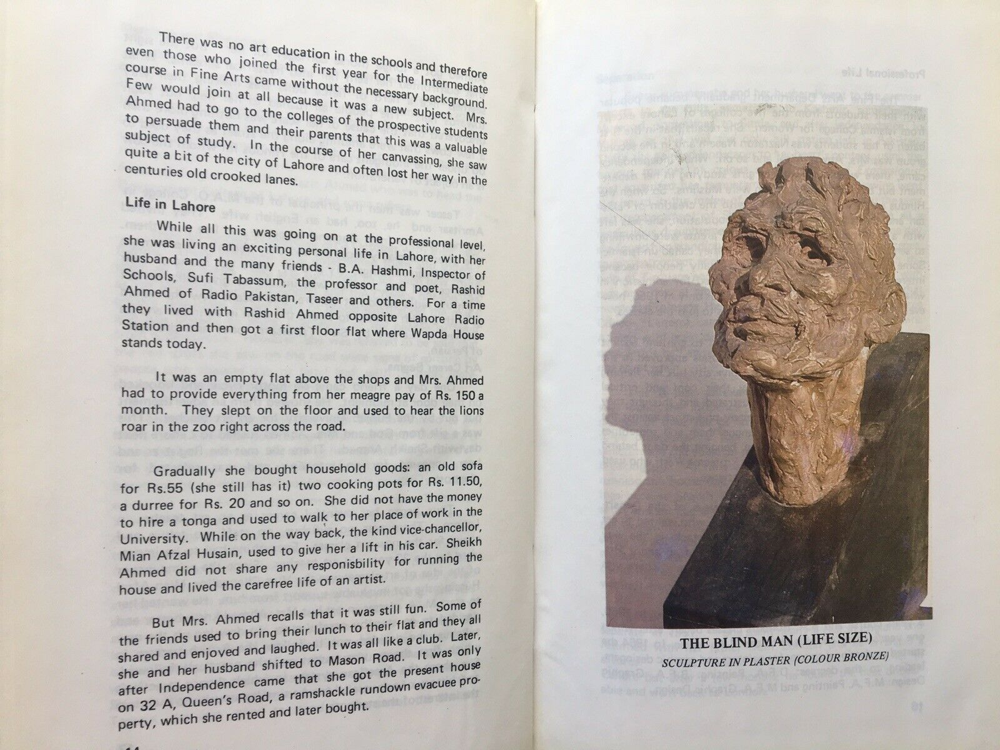 There was no art education in the schools and therefore
even those who joined the first year for the Intermediate
course in Fine Arts came without the necessary background.
Few would join at all because it was a new subject. Mrs.
Ahmed had to go to the colleges of the prospective students
to persuade them and their parents that this was a valuable
subject of study. In the course of her canvassing, she saw
quite a bit of the city of Lahore and often lost her way in the
centuries old crooked lanes.
Life in Lahore
While all this was going on at the professional level,
she was living an exciting personal life in Lahore, with her
husband and the many friends - B.A. Hashmi, Inspector of
Schools, Sufi Tabassum, the professor and poet, Rashid
Ahmed of Radio Pakistan, Taseer and others. For a time
they lived with Rashid Ahmed opposite Lahore Radio
Station and then got a first floor flat where Wapda House
stands today.
It was an empty flat above the shops and Mrs. Ahmed
had to provide everything from her meagre pay of Rs. 150 a
month. They slept on the floor and used to hear the lions
roar in the zoo right across the road.
Gradually she bought household goods: an old sofa
for Rs.55 (she still has it) two cooking pots for Rs. 11.50,
a durree for Rs. 20 and so on. She did not have the money
to hire a tonga and used to walk to her place of work in the
University. While on the way back, the kind vice-chancellor,
Mian Afzal Husain, used to give her a lift in his car. Sheikh
Ahmed did not share any responisbility for running the
house and lived the carefree life of an artist.
But Mrs. Ahmed recalls that it was still fun. Some of
the friends used to bring their lunch to their flat and they all
shared and enjoyed and laughed. It was all like a club. Later,
she and her husband shifted to Mason Road. It was only
after Independence came that she got the present house
on 32 A, Queen's Road, a ramshackle rundown evacuee pro-
perty, which she rented and later bought.
THE BLIND MAN (LIFE SIZE)
SCULPTURE IN PLASTER (COLOUR BRONZE)